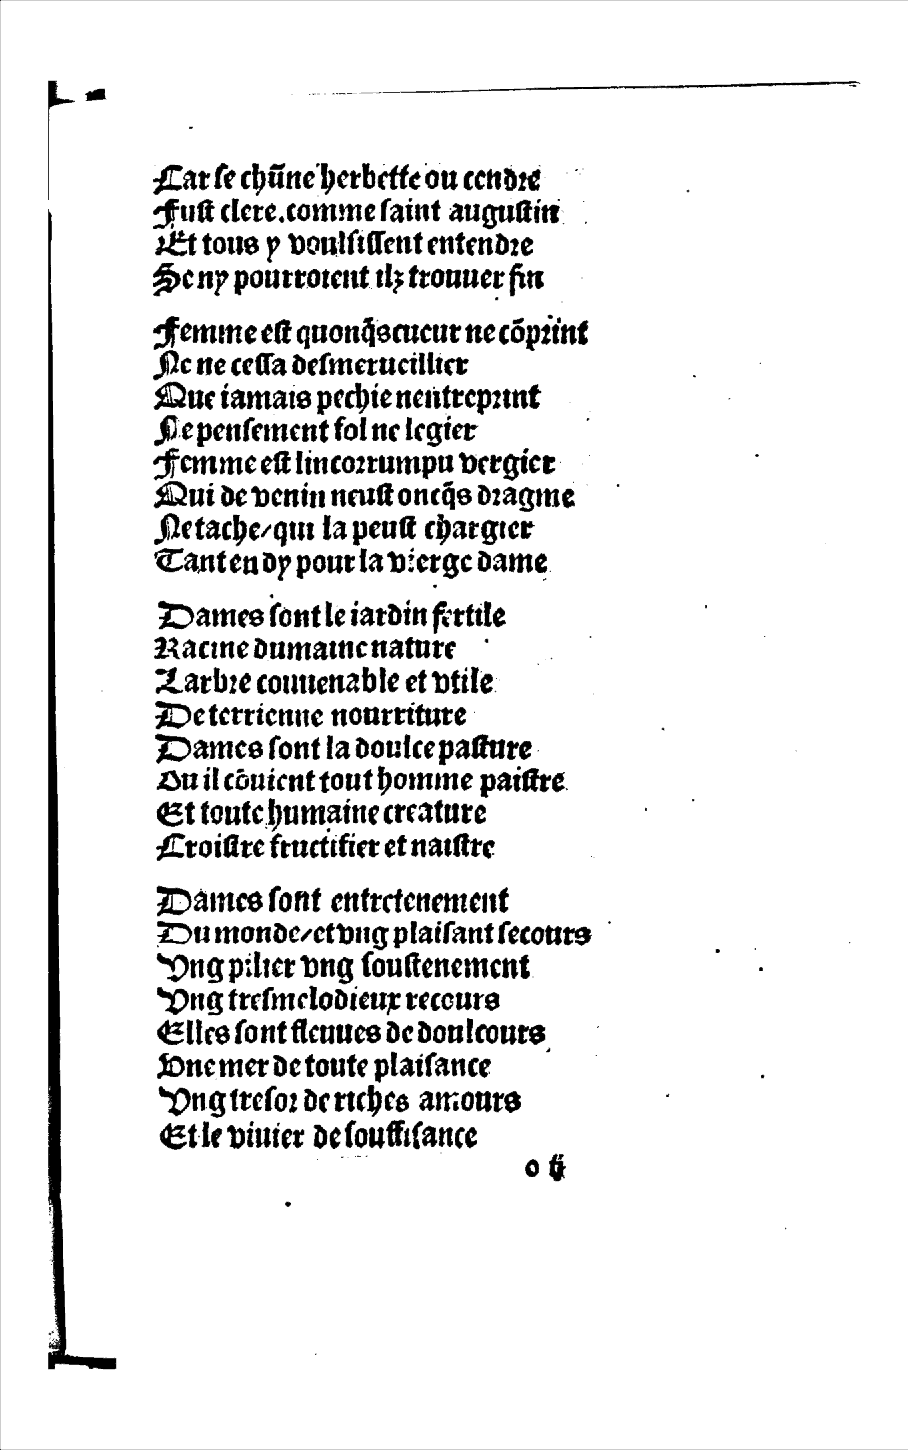 Car se chũne herbette ou cendre
Fust clere.comme saint augustin
Et tous y voulsissent entendre
Se ny pourroient ilz trouuer fin
Femme est quonq̃scueur ne cõprint
Ne ne cessa desmerueillier
Que iamais pechie nentreprint
Ne pensement fol ne legier
Femme est lincorrumpu vergier
Qui de venin neust oncq̃s dragme
Ne tache/qui la peust chargier
Tant en dy pour la vierge dame
Dames sont le iardin fertile
Racine dumaine nature
Larbre conuenable et vtile
De terrienne nourriture
Dames sont la doulce pasture
Ou il cõuient tout homme paistre
Et toute humaine creature
Croistre fructifier et naistre
Dames sont entretenement
Du monde/et vng plaisant secours
Vng pilier vng soustenement
Vng tresmelodieux recours
Elles sont fleuues de doulcours
Vne mer de toute plaisance
Vng tresor de riches amours
Et le viuier de souffisance
o ij